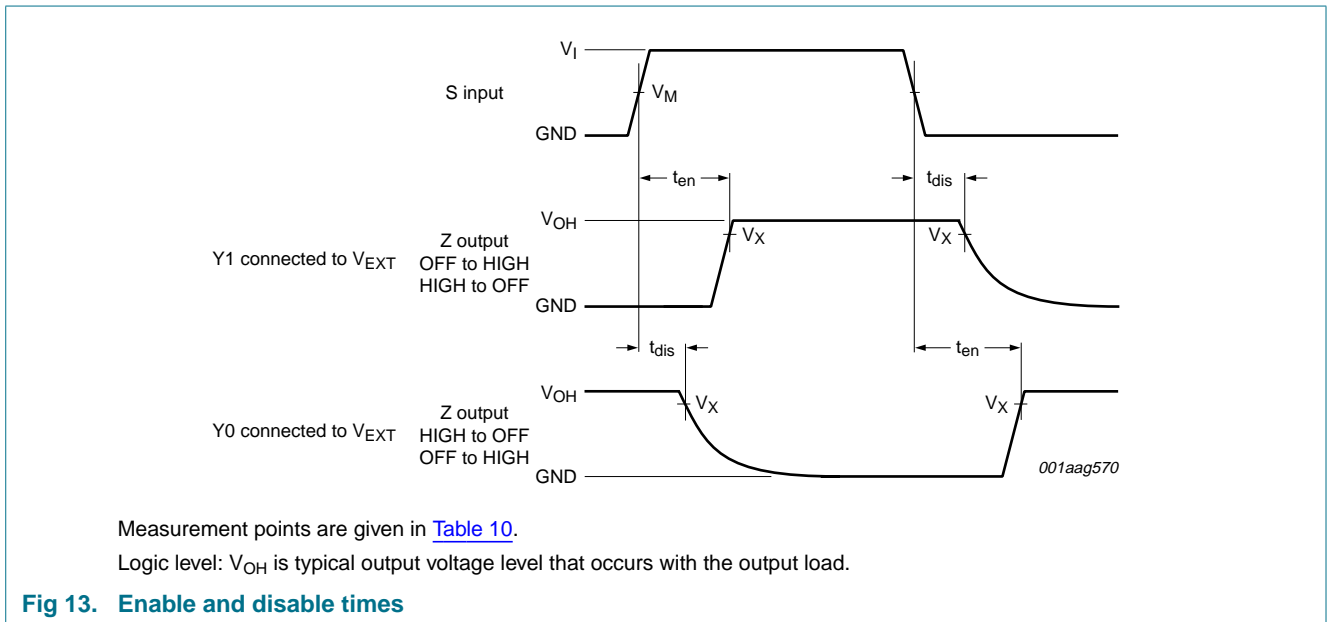 V_I
S input
V_M
GND
t_en
t_dis
V_OH
Z output
V_X
V_X
Y1 connected to V_EXT
OFF to HIGH
HIGH to OFF
GND
t_dis
t_en
V_OH
Z output
V_X
V_X
Y0 connected to V_EXT
HIGH to OFF
OFF to HIGH
GND
001aag570
Measurement points are given in Table 10.
Logic level: V_OH is typical output voltage level that occurs with the output load.
Fig 13. Enable and disable times